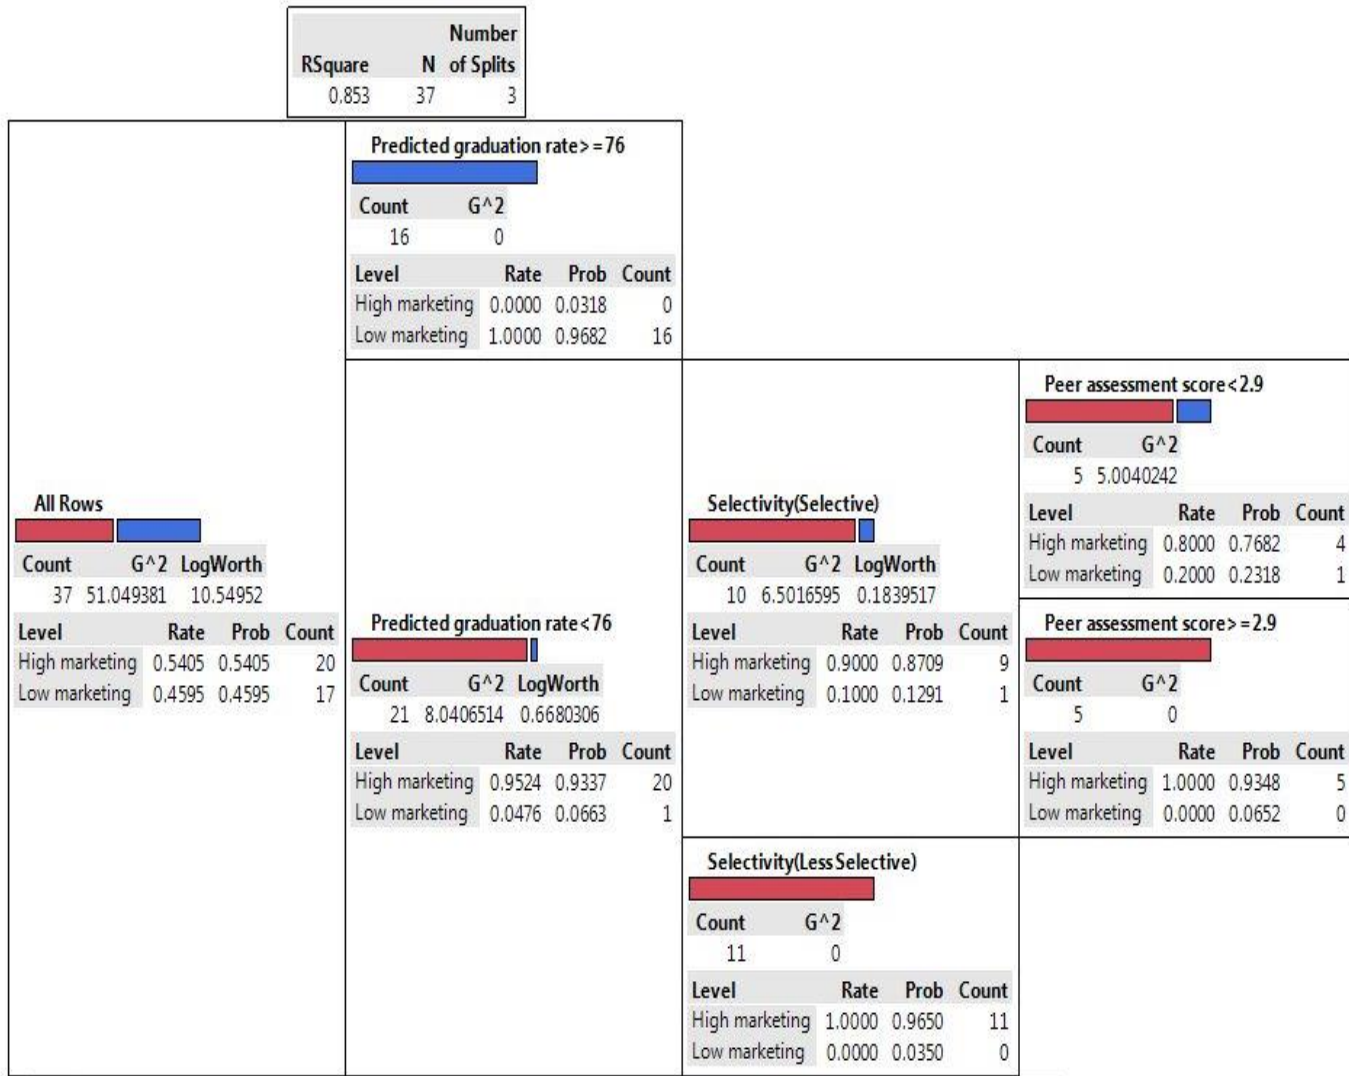 Number
RSquare N of Splits
0.853 37 3
Predicted graduation rate>=76
Count G^2
16 0
Level Rate Prob Count
High marketing 0.0000 0.0318 0
Low marketing 1.0000 0.9682 16
All Rows
Count G^2 LogWorth
37 51.049381 10.54952
Level Rate Prob Count
High marketing 0.5405 0.5405 20
Low marketing 0.4595 0.4595 17
Predicted graduation rate<76
Count G^2 LogWorth
21 8.0406514 0.6680306
Level Rate Prob Count
High marketing 0.9524 0.9337 20
Low marketing 0.0476 0.0663 1
Selectivity(Selective)
Count G^2 LogWorth
10 6.5016595 0.1839517
Level Rate Prob Count
High marketing 0.9000 0.8709 9
Low marketing 0.1000 0.1291 1
Peer assessment score<2.9
Count G^2
5 5.0040242
Level Rate Prob Count
High marketing 0.8000 0.7682 4
Low marketing 0.2000 0.2318 1
Peer assessment score>=2.9
Count G^2
5 0
Level Rate Prob Count
High marketing 1.0000 0.9348 5
Low marketing 0.0000 0.0652 0
Selectivity(Less Selective)
Count G^2
11 0
Level Rate Prob Count
High marketing 1.0000 0.9650 11
Low marketing 0.0000 0.0350 0